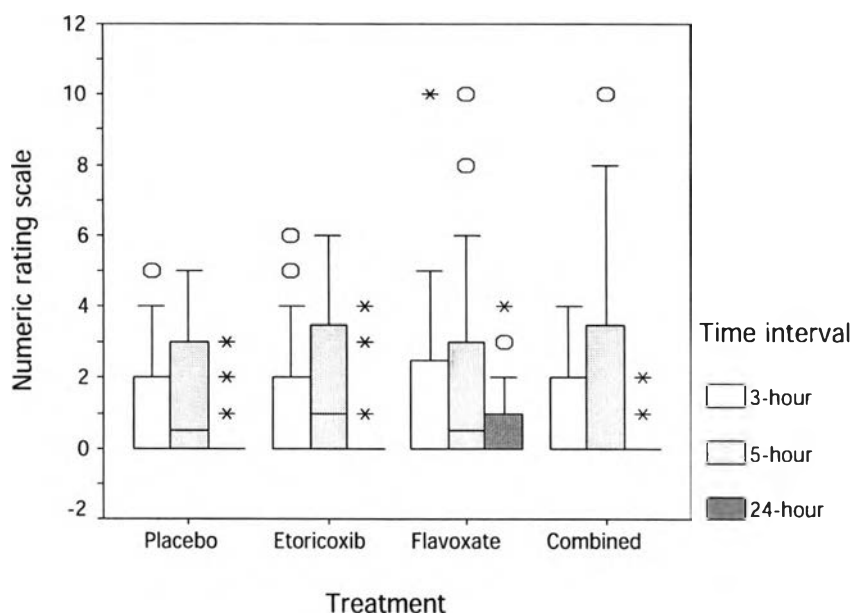 12
10
8
6
4
2
0
-2
Numeric rating scale
Placebo Etoricoxib Flavoxate Combined
Treatment
Time interval
3-hour
5-hour
24-hour